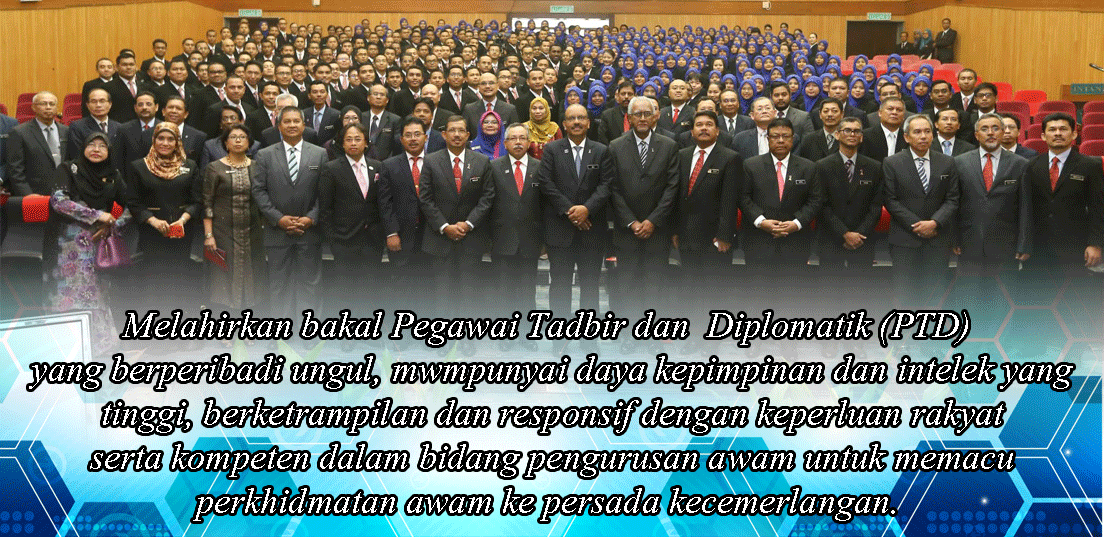 INTAN
Melahirkan bakal Pegawai Tadbir dan Diplomatik (PTD)
yang berperibadi ungul, mwmpunyai daya kepimpinan dan intelek yang
tinggi, berketrampilan dan responsif dengan keperluan rakyat
serta kompeten dalam bidang pengurusan awam untuk memacu
perkhidmatan awam ke persada kecemerlangan.